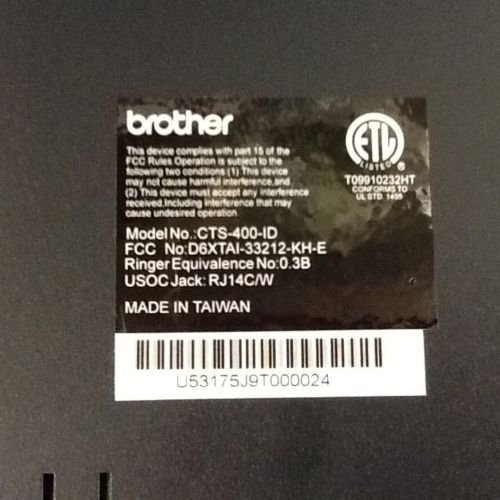 brother
This device complies with part 15 of the
FCC Rules Operation is subject to the
following two conditions (1) This device
may not cause harmful interference,and
(2) This device must accept any interference
received,Including interference that may
cause undesired operation
ETL
LISTED
T09910232HT
CONFORMS TO
UL STD. 1459
Model No.:CTS-400-ID
FCC No:D6XTAI-33212-KH-E
Ringer Equivalence No:0.3B
USOC Jack: RJ14C/W
MADE IN TAIWAN
U53175J9T000024